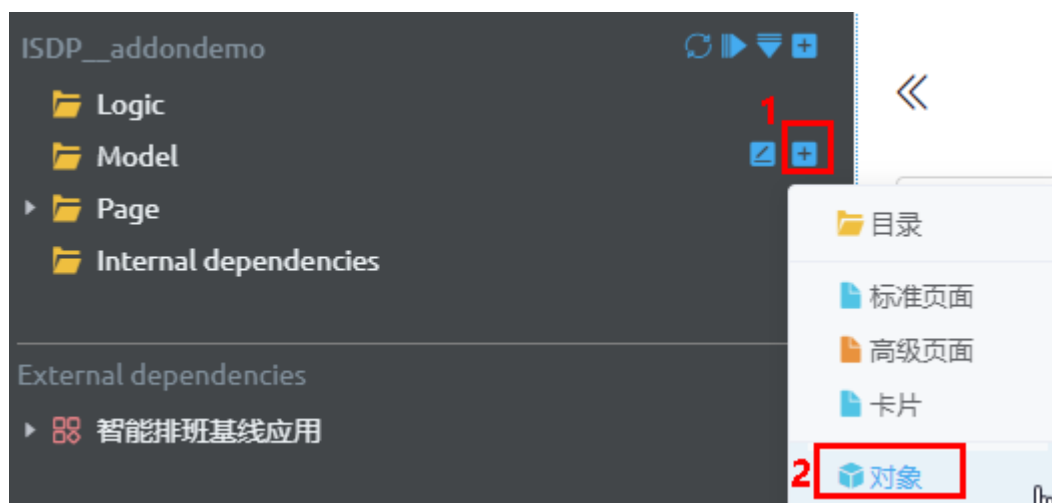 ISDP__addondemo
Logic
1
Model
Page
目录
Internal dependencies
标准页面
高级页面
External dependencies
卡片
智能排班基线应用
2
对象